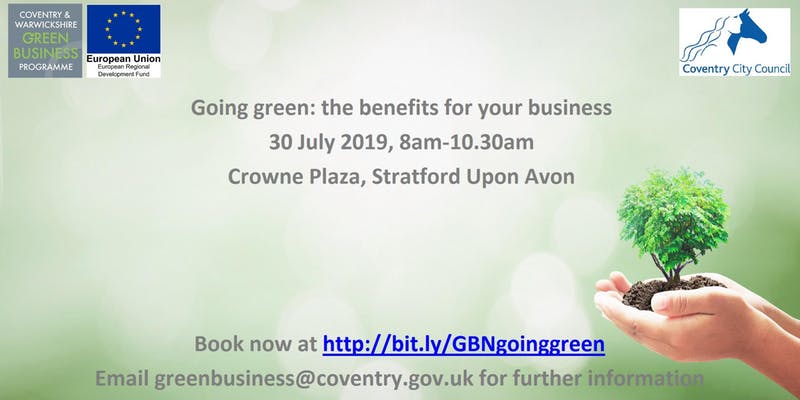 COVENTRY &
WARWICKSHIRE
GREEN
BUSINESS
PROGRAMME
European Union
European Regional
Development Fund
Coventry City Council
Going green: the benefits for your business
30 July 2019, 8am-10.30am
Crowne Plaza, Stratford Upon Avon
Book now at http://bit.ly/GBNgoinggreen
Email greenbusiness@coventry.gov.uk for further information